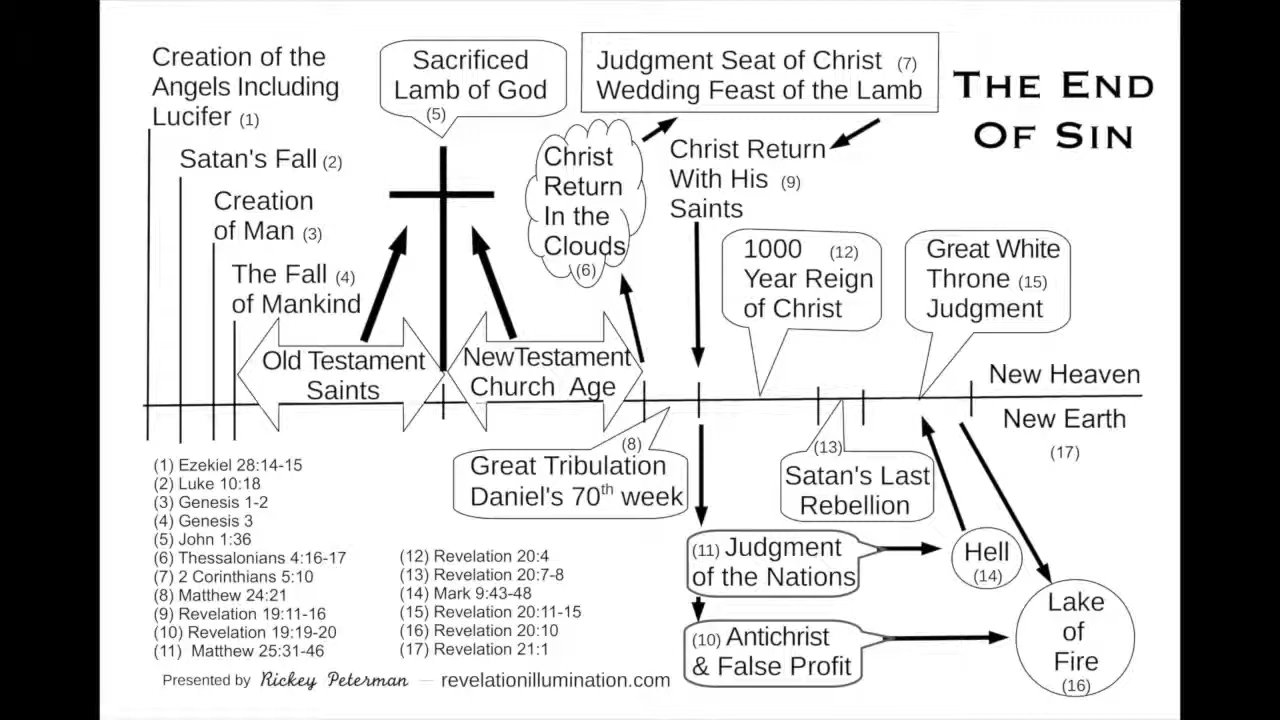 Creation of the
Angels Including
Lucifer (1)
Satan's Fall (2)
Creation
of Man (3)
The Fall (4)
of Mankind
Sacrificed
Lamb of God
(5)
Judgment Seat of Christ (7)
Wedding Feast of the Lamb
THE END
OF SIN
Christ
Return
In the
Clouds
(6)
Christ Return
With His (9)
Saints
1000 (12)
Year Reign
of Christ
Great White
Throne (15)
Judgment
Old Testament
Saints
NewTestament
Church Age
New Heaven
New Earth
(17)
(8)
Great Tribulation
Daniel's 70th week
(13)
Satan's Last
Rebellion
(11) Judgment
of the Nations
Hell
(14)
(10) Antichrist
& False Profit
Lake
of
Fire
(16)
(1) Ezekiel 28:14-15
(2) Luke 10:18
(3) Genesis 1-2
(4) Genesis 3
(5) John 1:36
(6) Thessalonians 4:16-17
(7) 2 Corinthians 5:10
(8) Matthew 24:21
(9) Revelation 19:11-16
(10) Revelation 19:19-20
(11) Matthew 25:31-46
(12) Revelation 20:4
(13) Revelation 20:7-8
(14) Mark 9:43-48
(15) Revelation 20:11-15
(16) Revelation 20:10
(17) Revelation 21:1
Presented by Rickey Peterman — revelationillumination.com